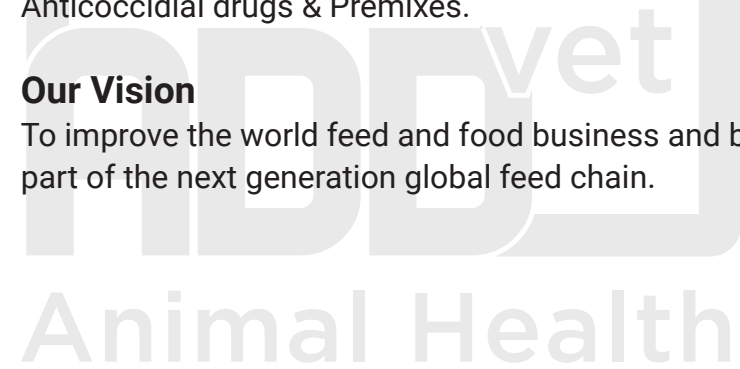 Anticoccidial drugs & Premixes.
Our Vision
To improve the world feed and food business and b
part of the next generation global feed chain.
vet
Animal Health